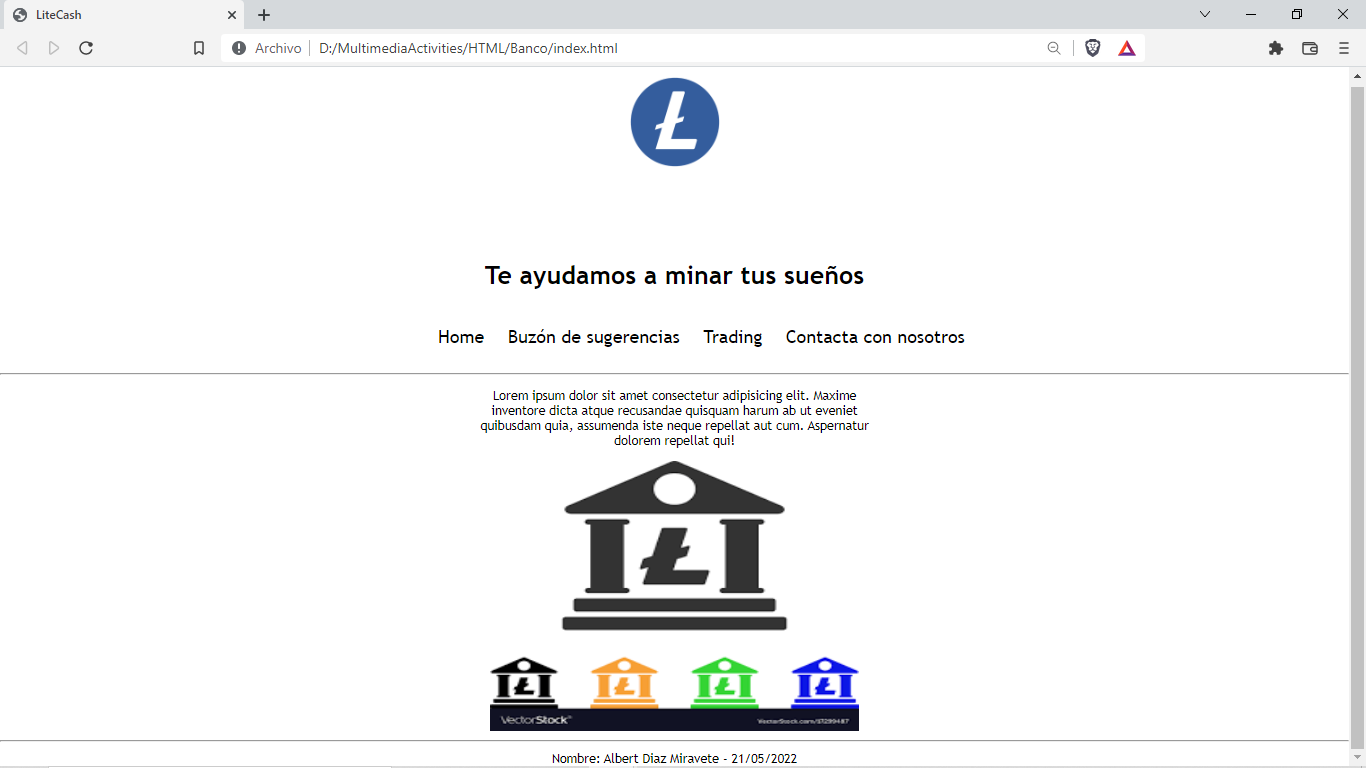 LiteCash
Archivo D:/MultimediaActivities/HTML/Banco/index.html
Te ayudamos a minar tus sueños
Home Buzón de sugerencias Trading Contacta con nosotros
Lorem ipsum dolor sit amet consectetur adipisicing elit. Maxime
inventore dicta atque recusandae quisquam harum ab ut eveniet
quibusdam quia, assumenda iste neque repellat aut cum. Aspernatur
dolorem repellat qui!
VectorStock® VectorStock.com/17299487
Nombre: Albert Diaz Miravete - 21/05/2022